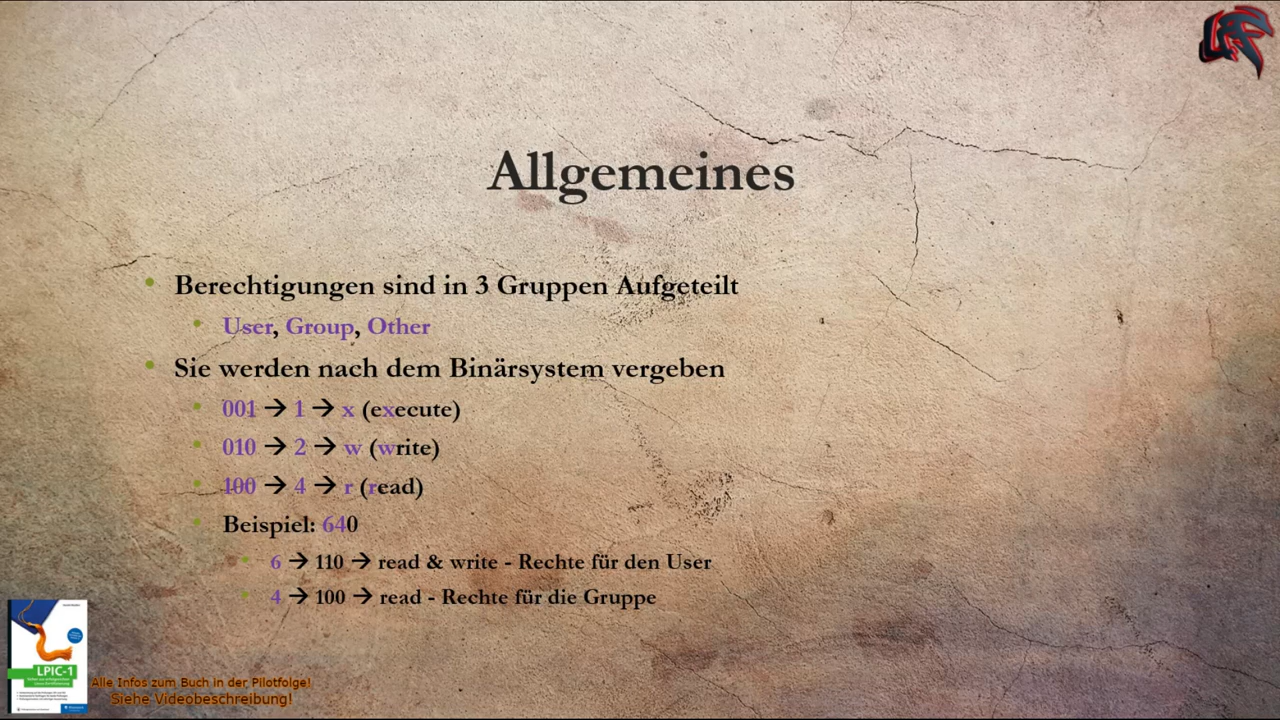 Allgemeines
Berechtigungen sind in 3 Gruppen Aufgeteilt
User, Group, Other
Sie werden nach dem Binärsystem vergeben
001 → 1 → x (execute)
010 → 2 → w (write)
100 → 4 → r (read)
Beispiel: 640
6 → 110 → read & write - Rechte für den User
4 → 100 → read - Rechte für die Gruppe
LPIC-1
Alle Infos zum Buch in der Pilotfolge!
Siehe Videobeschreibung!